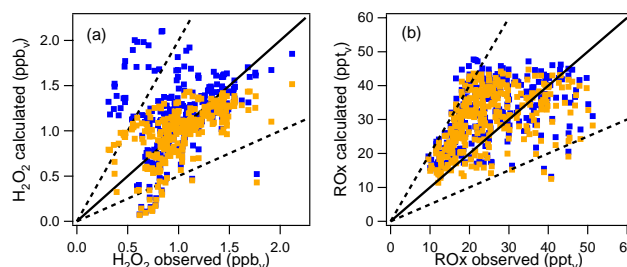 (a)
H₂O₂ calculated (ppbᵥ)
2.0
1.5
1.0
0.5
0.0
0.0 0.5 1.0 1.5 2.0
H₂O₂ observed (ppbᵥ)
(b)
ROx calculated (pptᵥ)
60
50
40
30
20
10
0
0 10 20 30 40 50 60
ROx observed (pptᵥ)